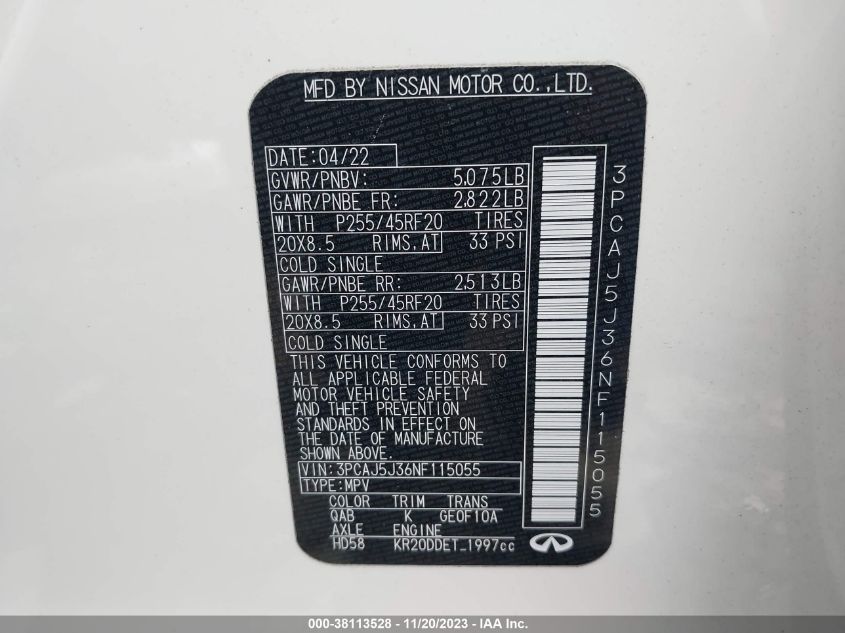 MFD BY NISSAN MOTOR CO.,LTD.
DATE:04/22
GVWR/PNBV: 5,075LB
GAWR/PNBE FR: 2,822LB
WITH P255/45RF20 TIRES
20X8.5 RIMS,AT 33 PSI
COLD SINGLE
GAWR/PNBE RR: 2,513LB
WITH P255/45RF20 TIRES
20X8.5 RIMS,AT 33 PSI
COLD SINGLE
THIS VEHICLE CONFORMS TO
ALL APPLICABLE FEDERAL
MOTOR VEHICLE SAFETY
AND THEFT PREVENTION
STANDARDS IN EFFECT ON
THE DATE OF MANUFACTURE
SHOWN ABOVE.
VIN:3PCAJ5J36NF115055
TYPE:MPV
COLOR TRIM TRANS
QAB K GE0F10A
AXLE ENGINE
HD58 KR20DDET_1997cc
3PCAJ5J36NF115055
000-38113528 - 11/20/2023 - IAA Inc.